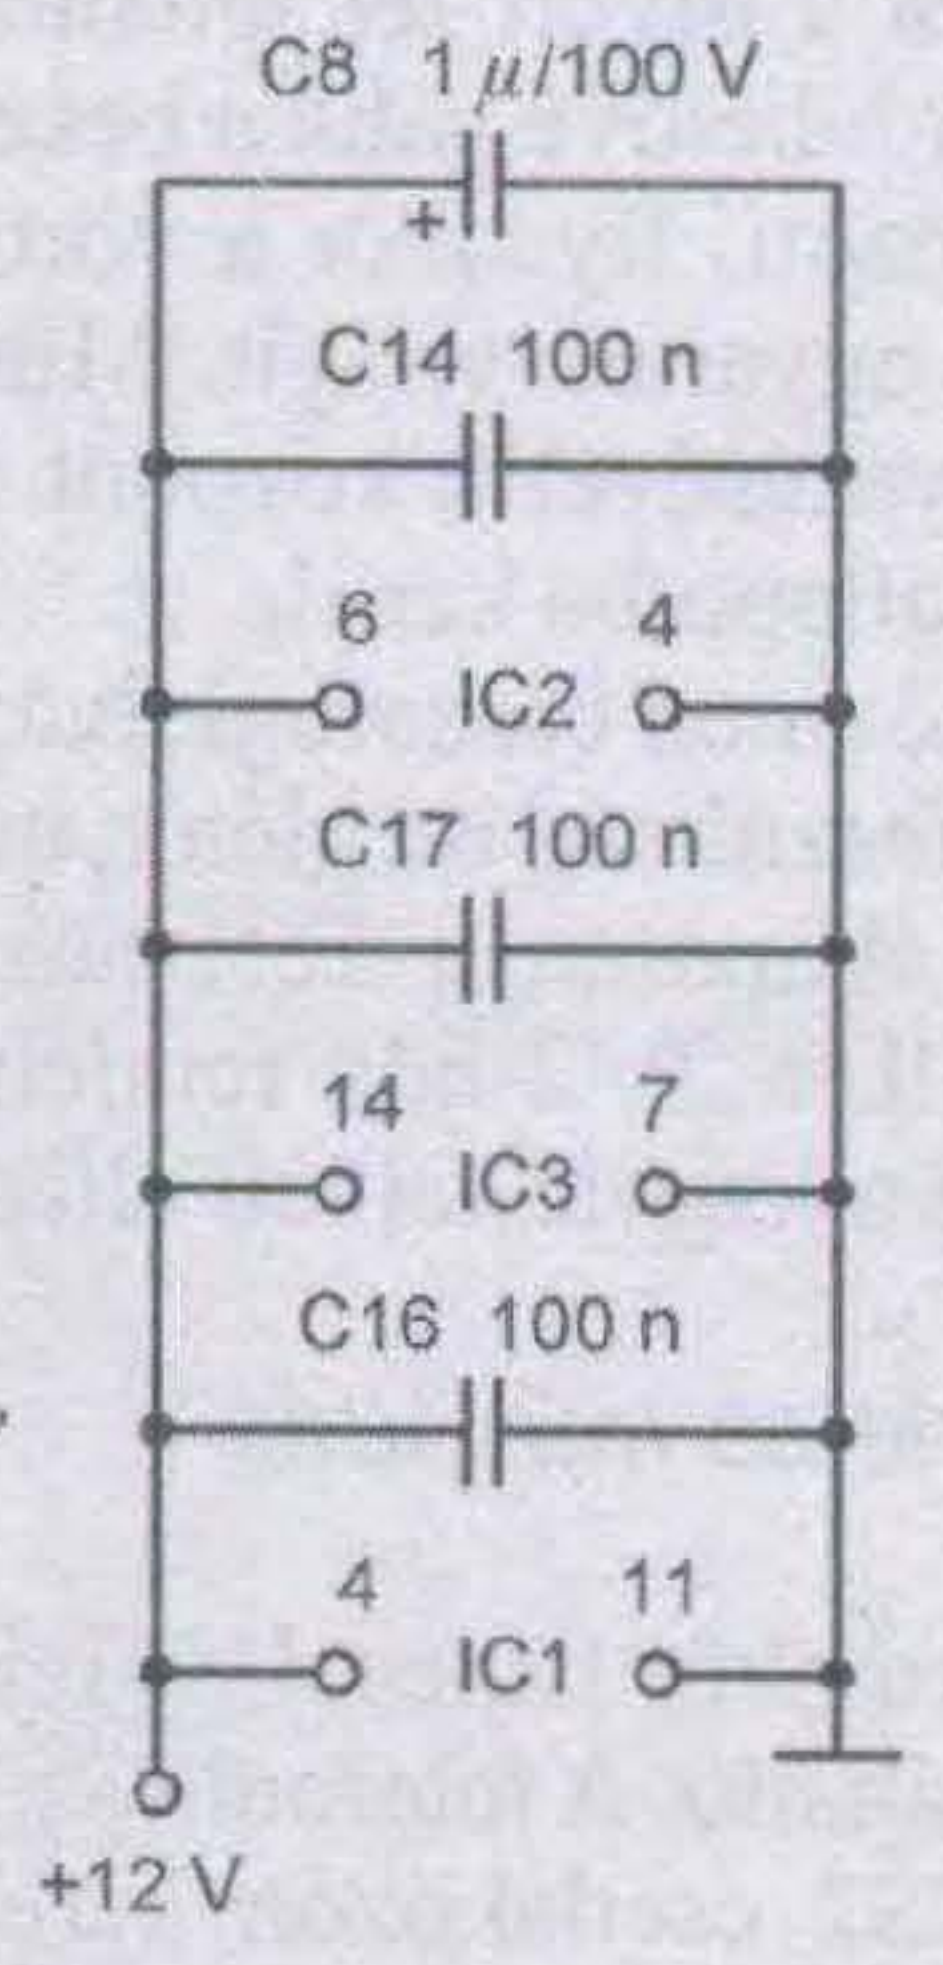 C8 1 μ/100 V
+
C14 100 n
6 IC2 4
C17 100 n
14 IC3 7
C16 100 n
4 IC1 11
+12 V